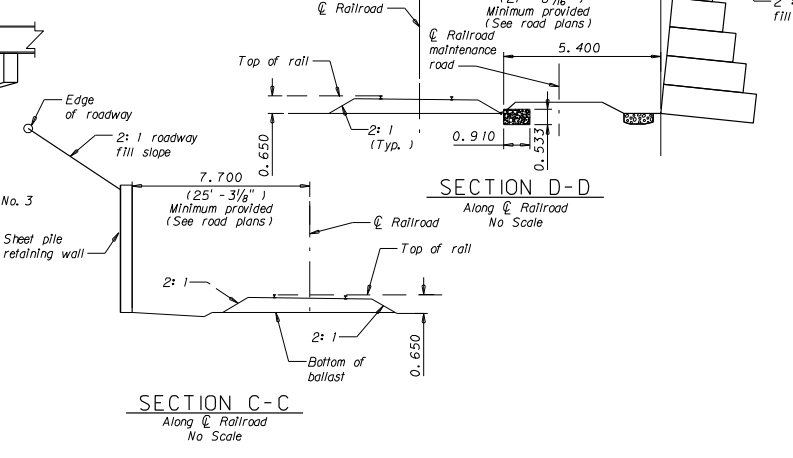 ℄ Railroad
Minimum provided
(See road plans)
2:
fill
℄ Railroad
maintenance
road
5.400
Top of rail
Edge
of roadway
2: 1 roadway
fill slope
2: 1
(Typ. )
0.650
0.910
0.533
SECTION D-D
Along ℄ Railroad
No Scale
7.700
(25' -3⅛" )
Minimum provided
(See road plans)
No. 3
℄ Railroad
Sheet pile
retaining wall
Top of rail
2: 1
2: 1
0.650
Bottom of
ballast
SECTION C-C
Along ℄ Railroad
No Scale